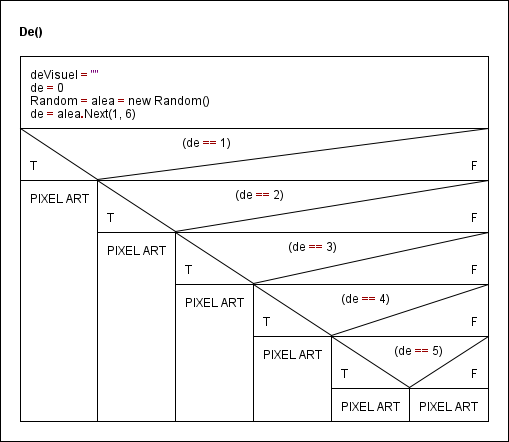 De()
deVisuel = ""
de = 0
Random = alea = new Random()
de = alea.Next(1, 6)
(de == 1)
T
F
PIXEL ART
(de == 2)
T
F
PIXEL ART
(de == 3)
T
F
PIXEL ART
(de == 4)
T
F
PIXEL ART
(de == 5)
T
F
PIXEL ART
PIXEL ART